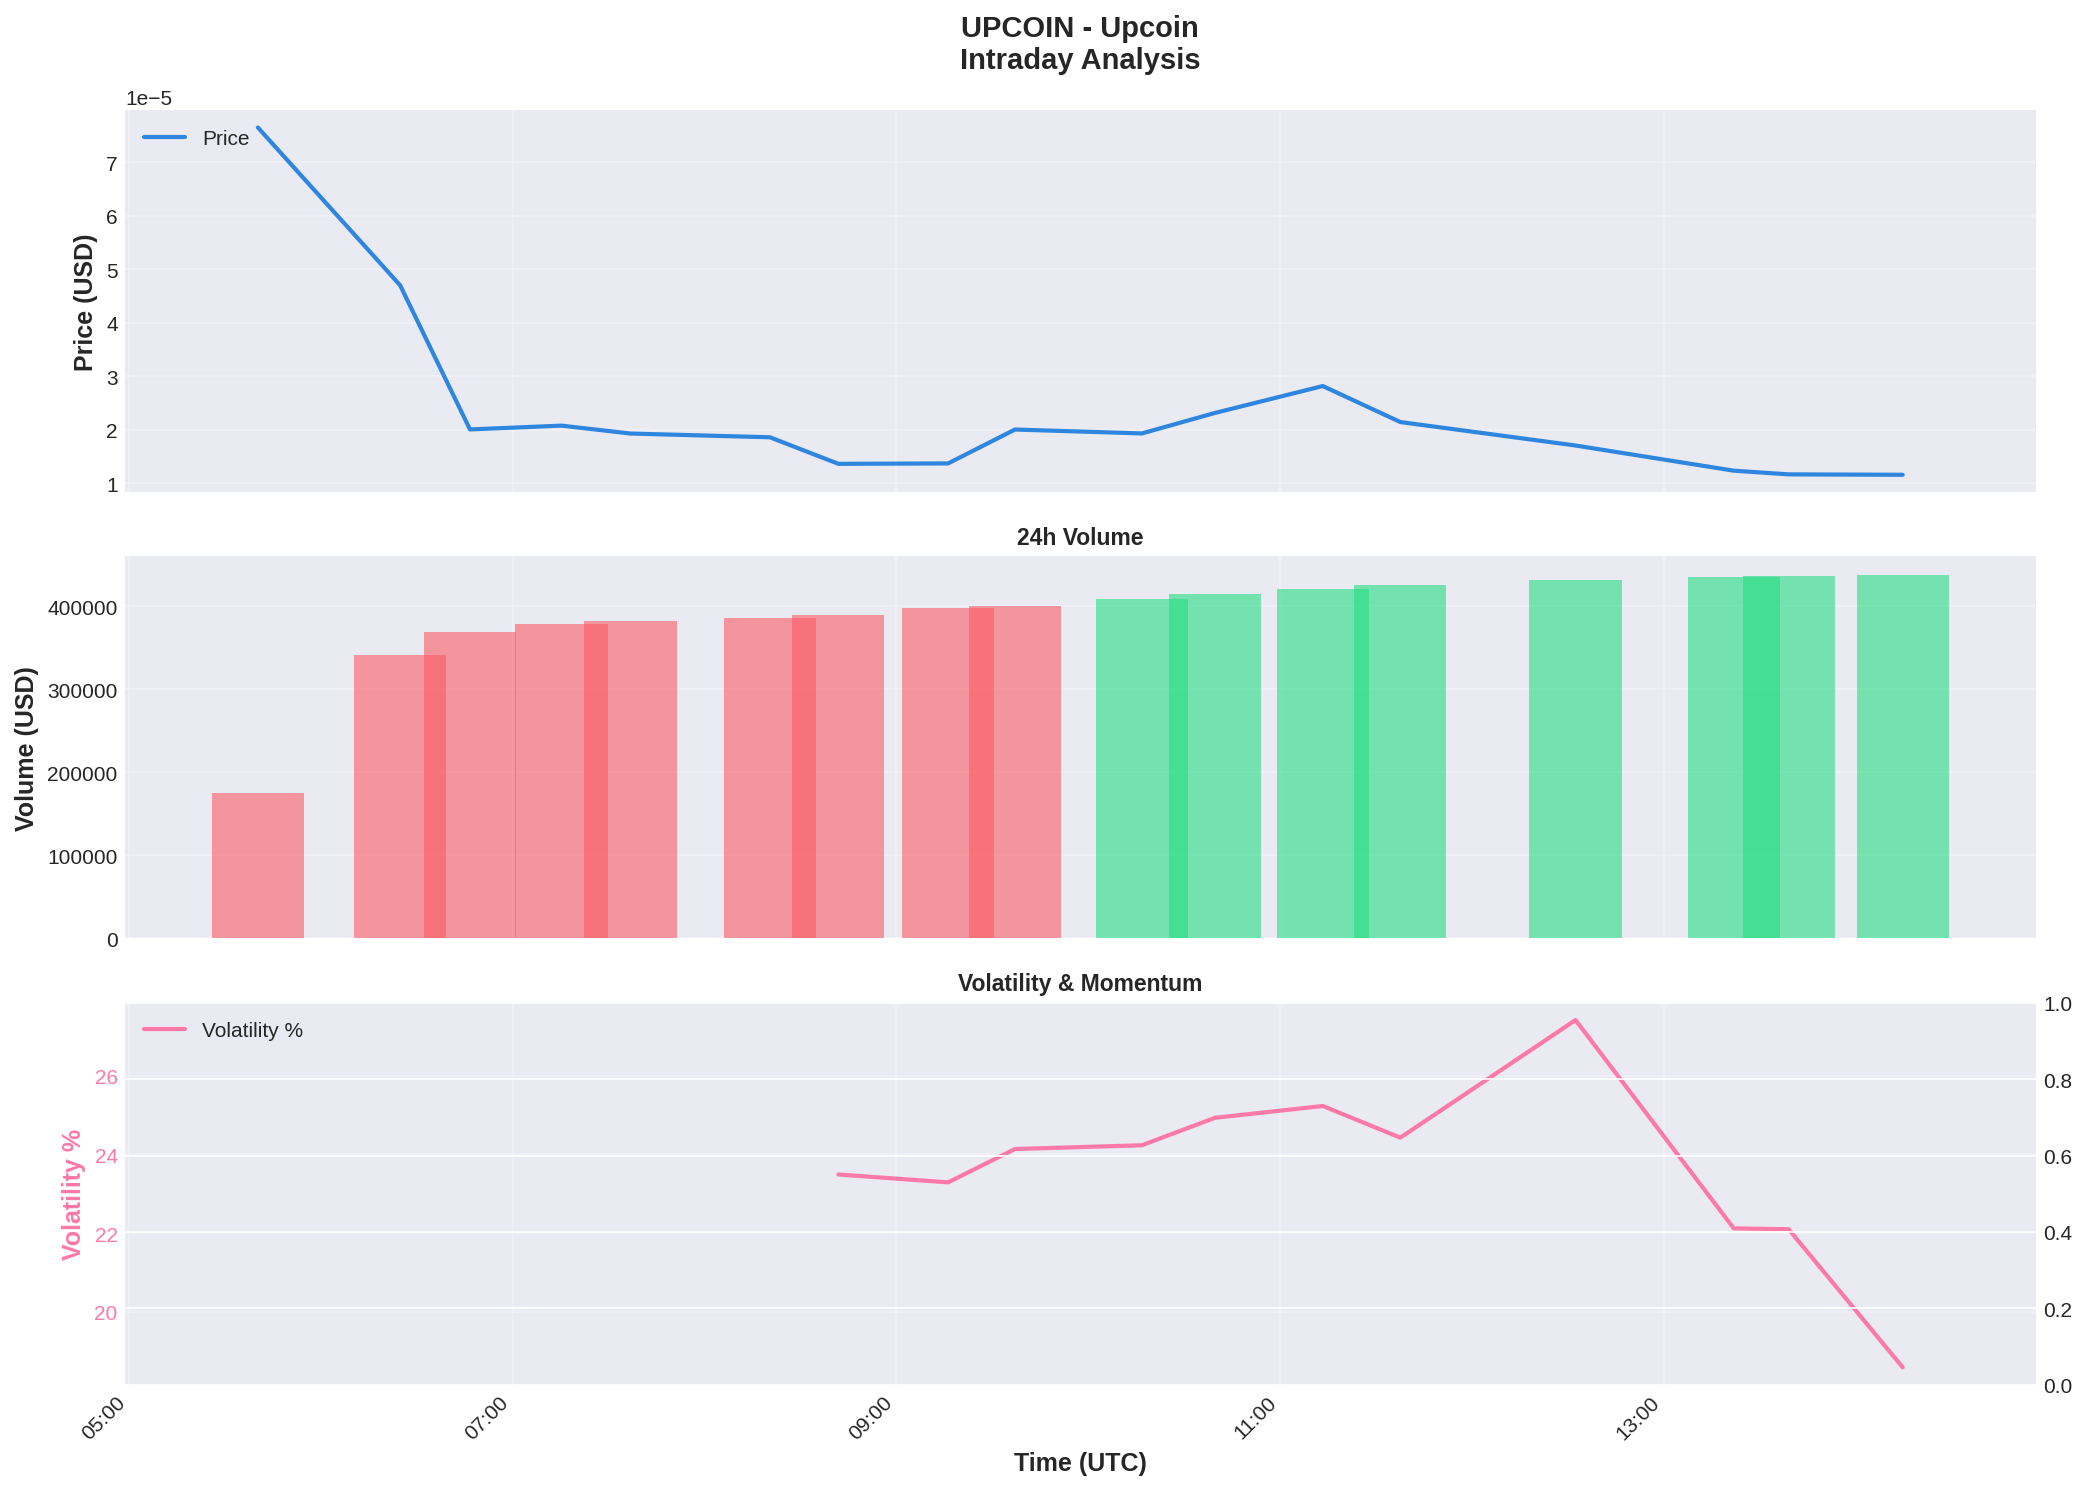 UPCOIN - Upcoin
Intraday Analysis
1e−5
Price
7
6
5
4
3
2
1
Price (USD)
24h Volume
400000
300000
200000
100000
0
Volume (USD)
Volatility & Momentum
Volatility %
26
24
22
20
Volatility %
1.0
0.8
0.6
0.4
0.2
0.0
05:00
07:00
09:00
11:00
13:00
Time (UTC)